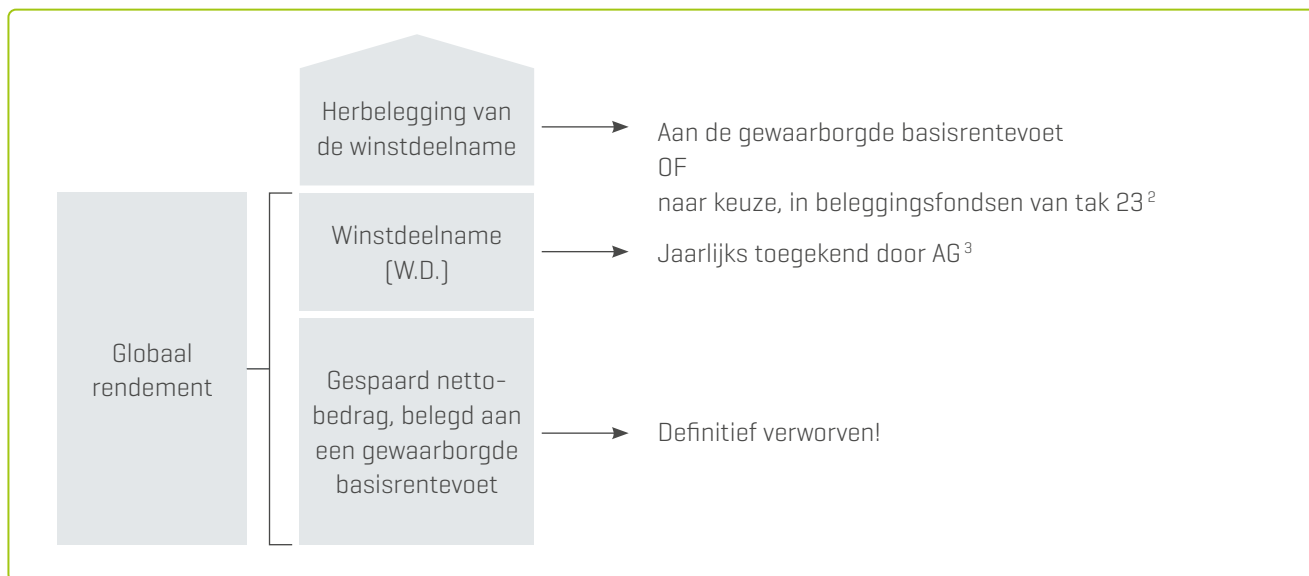 Herbelegging van
de winstdeelname
Aan de gewaarborgde basisrentevoet
OF
naar keuze, in beleggingsfondsen van tak 23 ²
Winstdeelname
(W.D.)
Jaarlijks toegekend door AG ³
Globaal
rendement
Gespaard netto-
bedrag, belegd aan
een gewaarborgde
basisrentevoet
Definitief verworven!